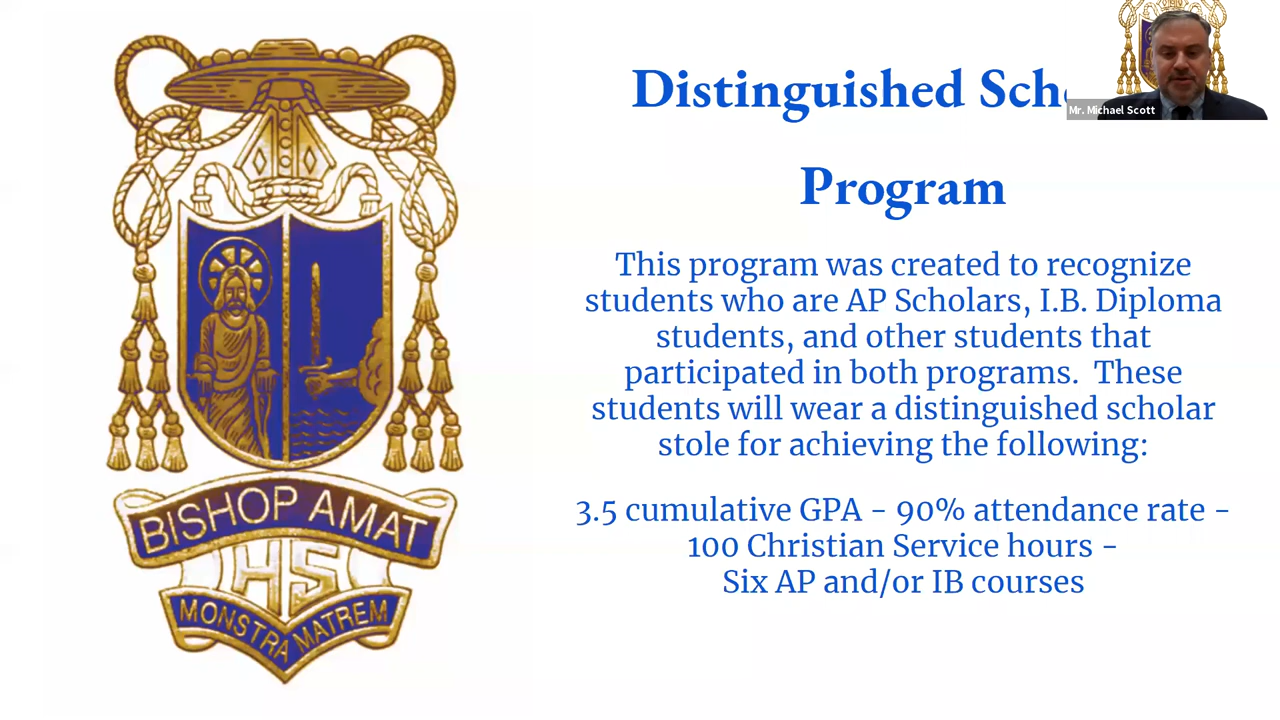 Distinguished Sch
Mr. Michael Scott
Program
This program was created to recognize
students who are AP Scholars, I.B. Diploma
students, and other students that
participated in both programs.  These
students will wear a distinguished scholar
stole for achieving the following:
3.5 cumulative GPA - 90% attendance rate -
100 Christian Service hours -
Six AP and/or IB courses
BISHOP AMAT
HS
MONSTRA MATREM